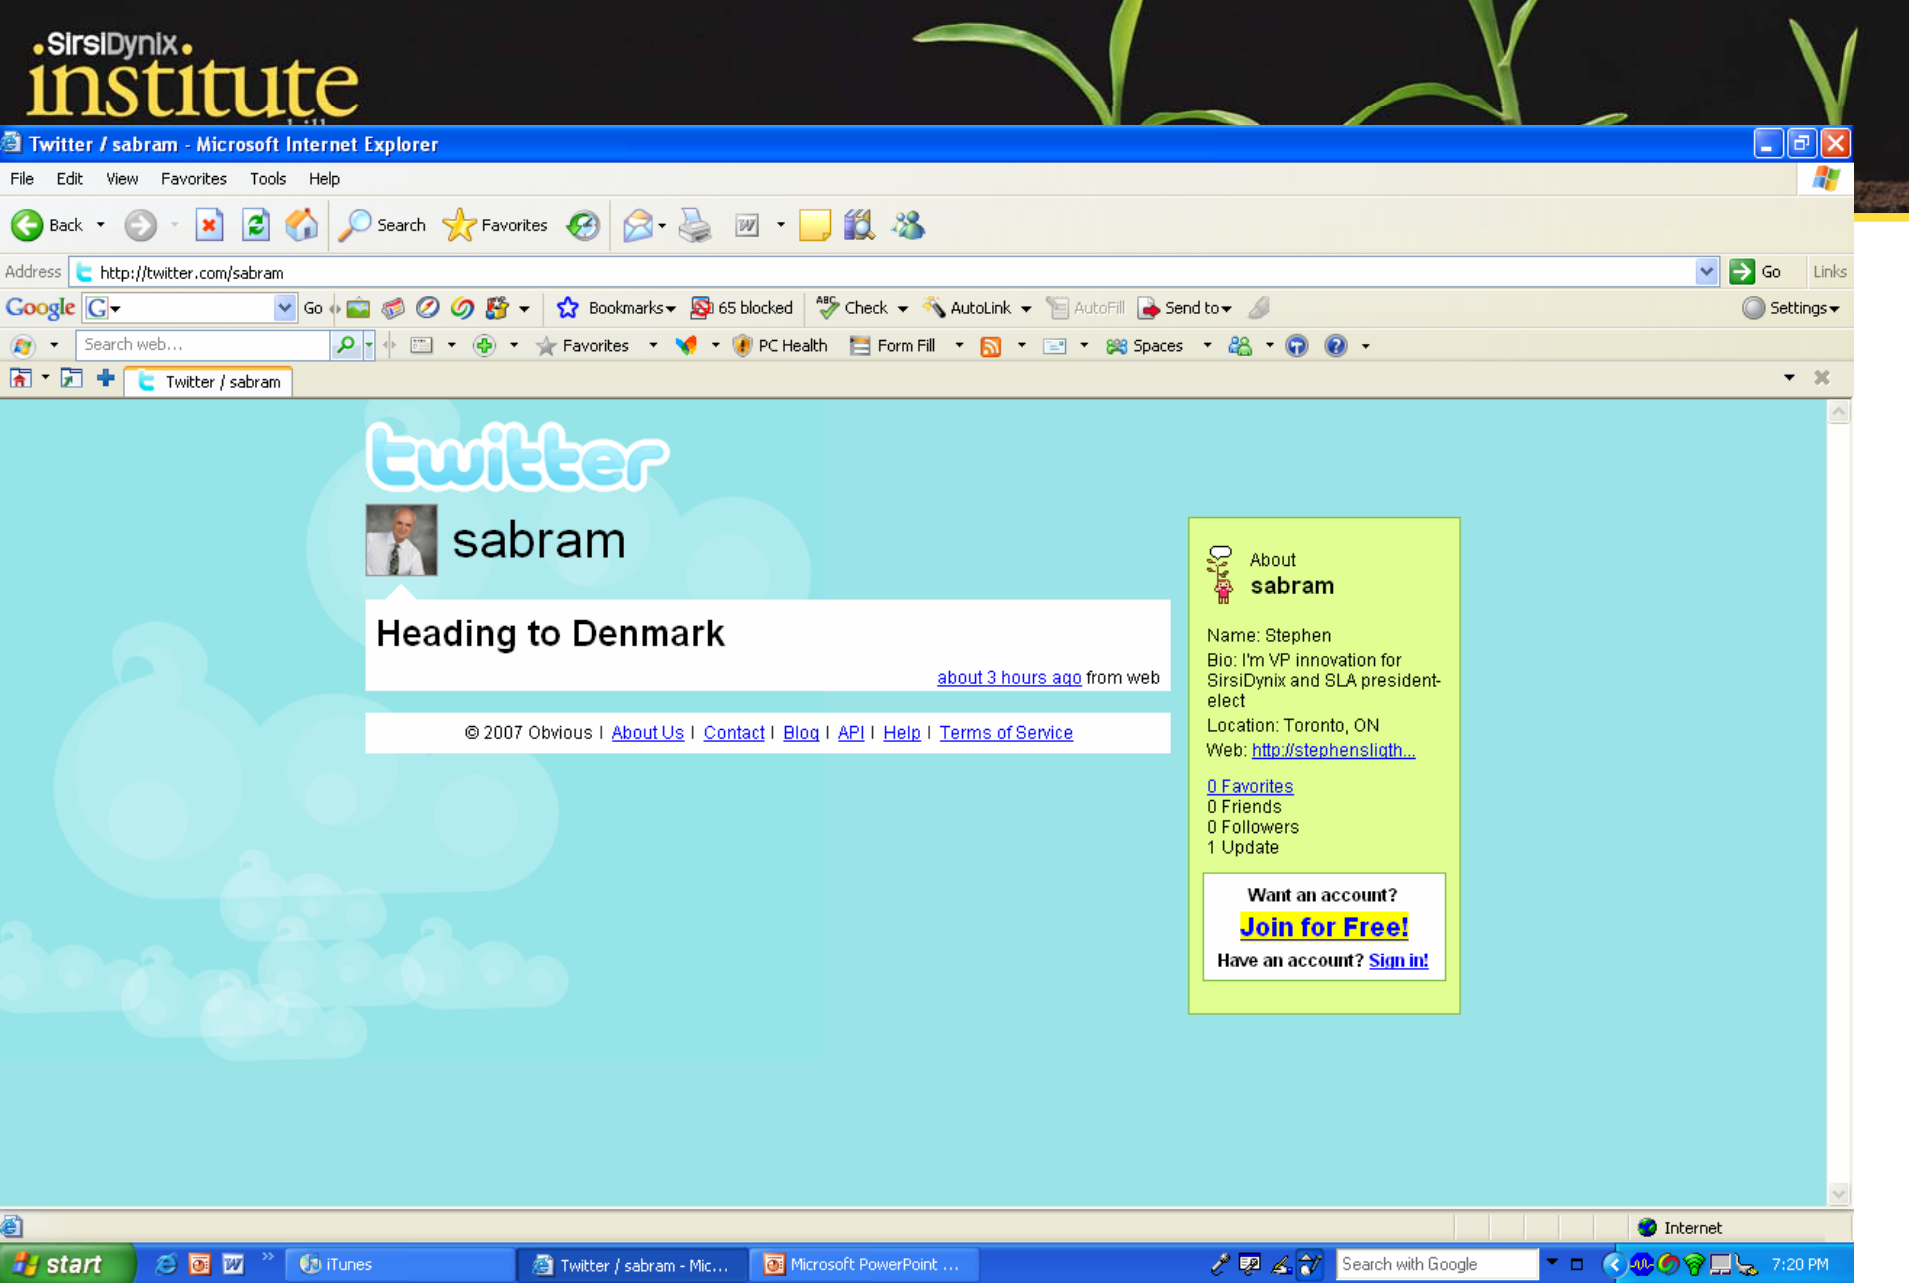 SirsiDynix
institute
Twitter / sabram - Microsoft Internet Explorer
File Edit View Favorites Tools Help
Back Search Favorites
Address http://twitter.com/sabram Go Links
Google G Go Bookmarks 65 blocked ABC Check AutoLink AutoFill Send to Settings
Search web... Favorites PC Health Form Fill Spaces
Twitter / sabram
twitter
sabram
Heading to Denmark
about 3 hours ago from web
© 2007 Obvious | About Us | Contact | Blog | API | Help | Terms of Service
About
sabram
Name: Stephen
Bio: I'm VP innovation for
SirsiDynix and SLA president-
elect
Location: Toronto, ON
Web: http://stephensligth...
0 Favorites
0 Friends
0 Followers
1 Update
Want an account?
Join for Free!
Have an account? Sign in!
Internet
start iTunes Twitter / sabram - Mic... Microsoft PowerPoint ... Search with Google 7:20 PM